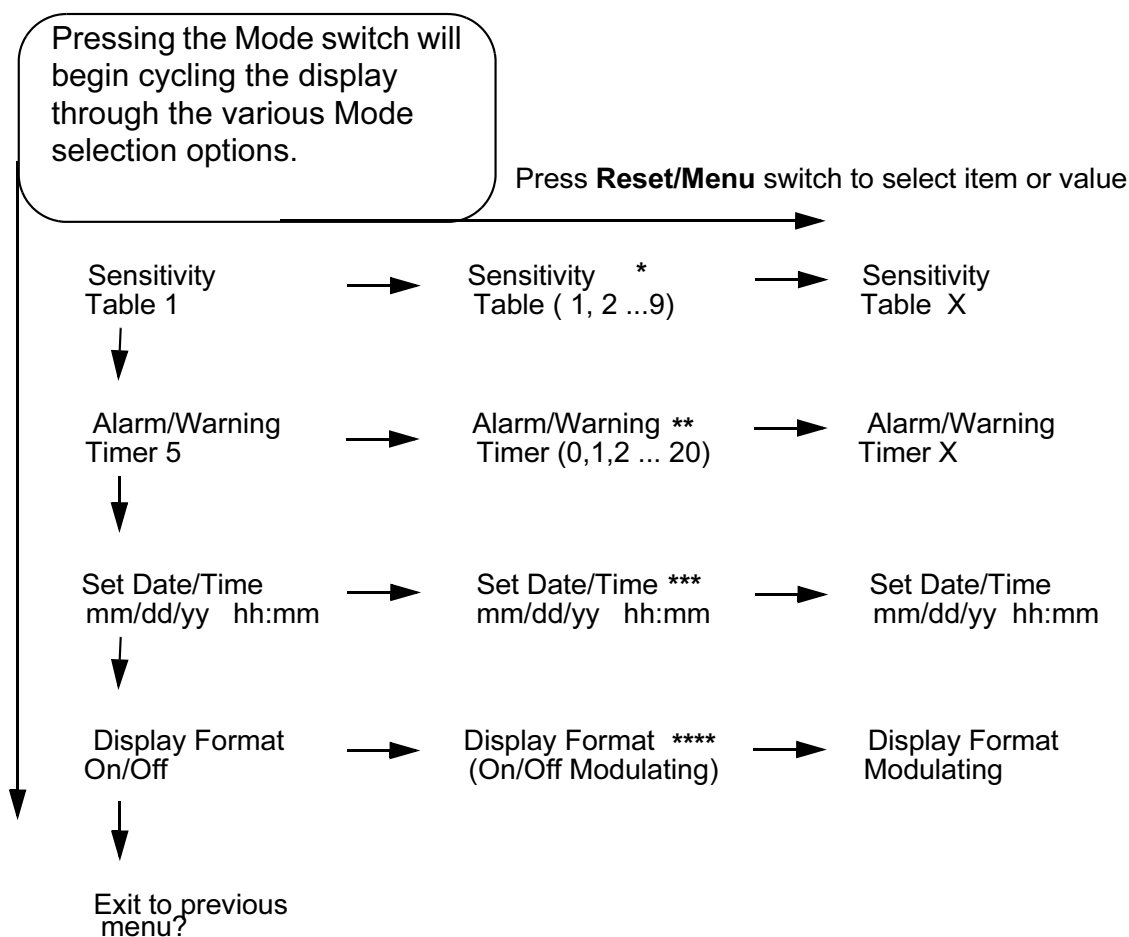 Pressing the Mode switch will
begin cycling the display
through the various Mode
selection options.
Press Reset/Menu switch to select item or value
Sensitivity
Table 1
Sensitivity *
Table ( 1, 2 ...9)
Sensitivity
Table X
Alarm/Warning
Timer 5
Alarm/Warning **
Timer (0,1,2 ... 20)
Alarm/Warning
Timer X
Set Date/Time
mm/dd/yy hh:mm
Set Date/Time ***
mm/dd/yy hh:mm
Set Date/Time
mm/dd/yy hh:mm
Display Format
On/Off
Display Format ****
(On/Off Modulating)
Display Format
Modulating
Exit to previous
menu?